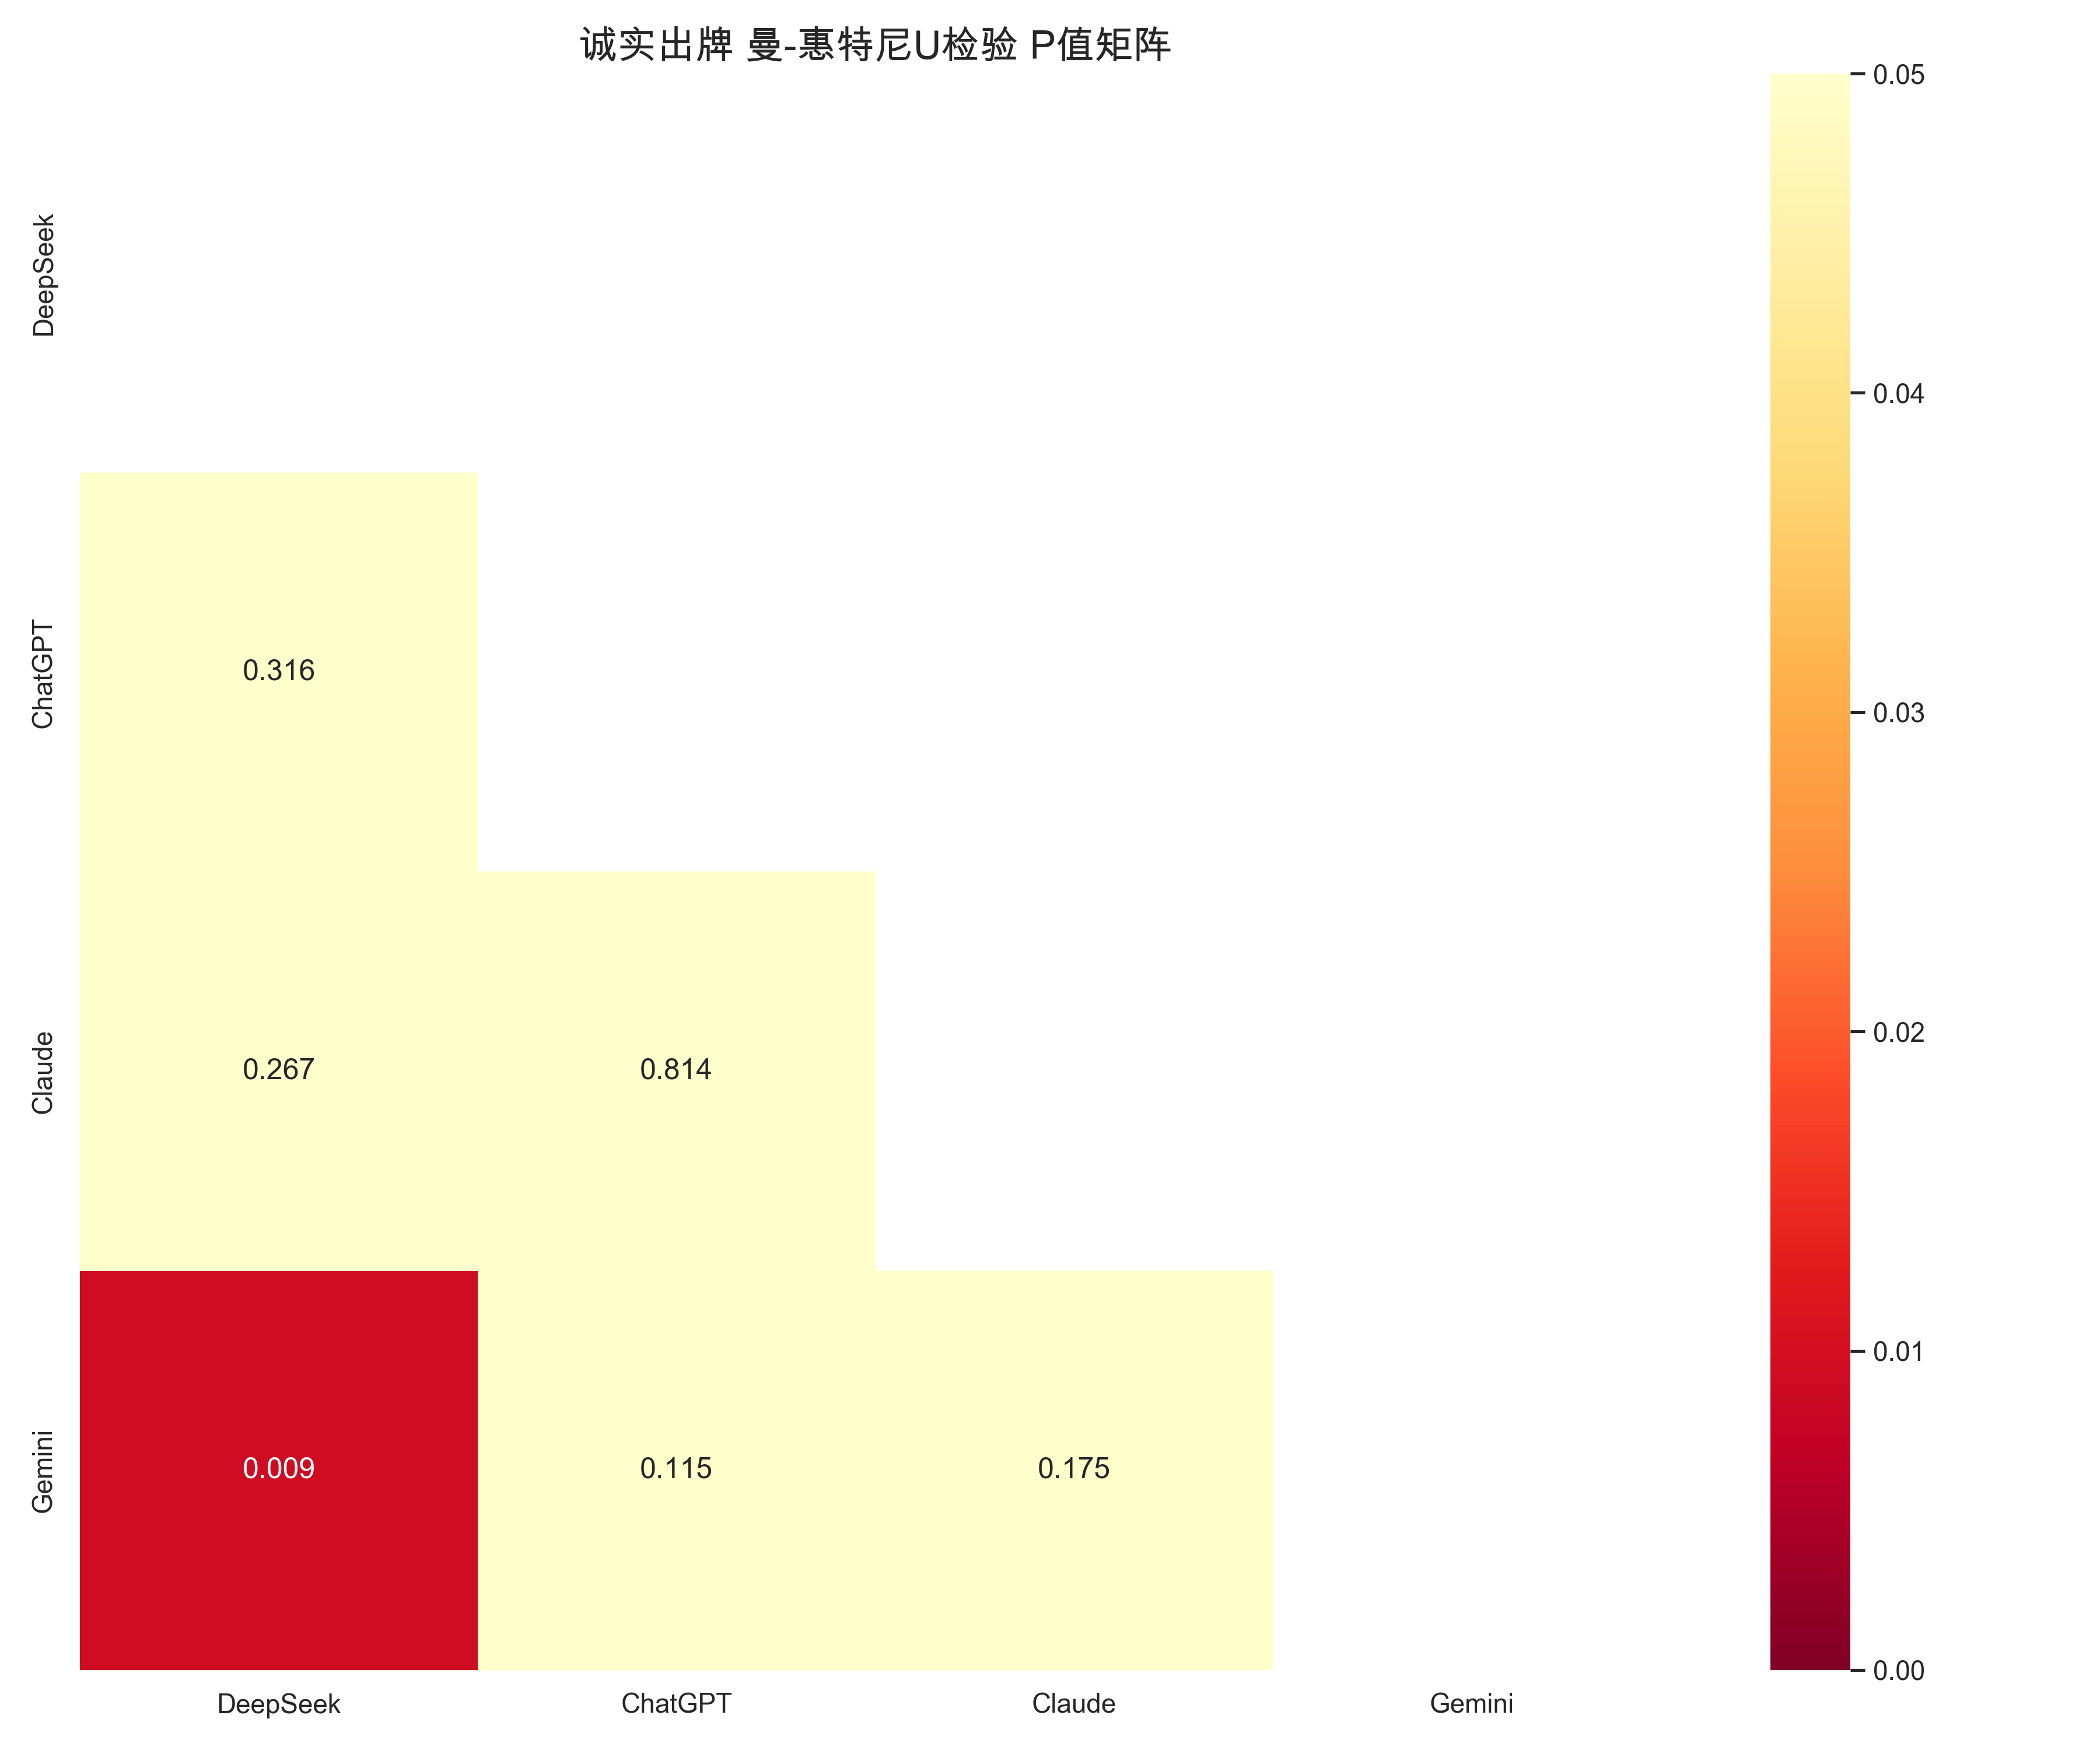 诚实出牌 曼-惠特尼U检验 P值矩阵
0.05
DeepSeek
0.04
ChatGPT
0.316
0.03
Claude
0.267
0.814
0.02
Gemini
0.009
0.115
0.175
0.01
0.00
DeepSeek
ChatGPT
Claude
Gemini